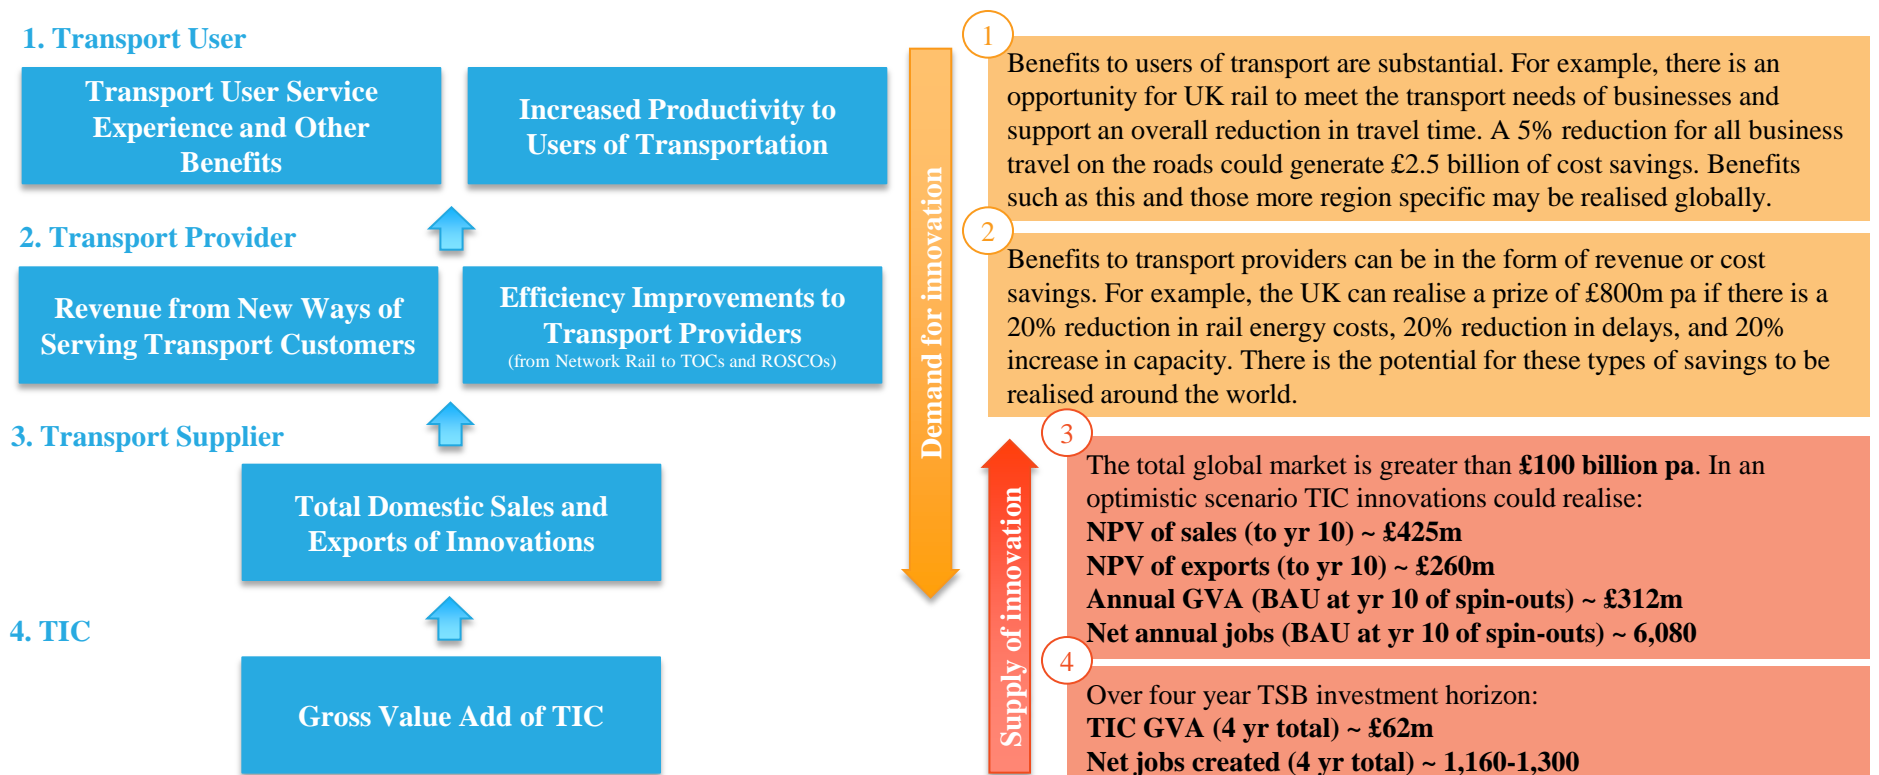 1. Transport User
Transport User Service
Experience and Other
Benefits
Increased Productivity to
Users of Transportation
2. Transport Provider
Revenue from New Ways of
Serving Transport Customers
Efficiency Improvements to
Transport Providers
(from Network Rail to TOCs and ROSCOs)
3. Transport Supplier
Total Domestic Sales and
Exports of Innovations
4. TIC
Gross Value Add of TIC
Demand for innovation
Supply of innovation
1
Benefits to users of transport are substantial. For example, there is an
opportunity for UK rail to meet the transport needs of businesses and
support an overall reduction in travel time. A 5% reduction for all business
travel on the roads could generate £2.5 billion of cost savings. Benefits
such as this and those more region specific may be realised globally.
2
Benefits to transport providers can be in the form of revenue or cost
savings. For example, the UK can realise a prize of £800m pa if there is a
20% reduction in rail energy costs, 20% reduction in delays, and 20%
increase in capacity. There is the potential for these types of savings to be
realised around the world.
3
The total global market is greater than £100 billion pa. In an
optimistic scenario TIC innovations could realise:
NPV of sales (to yr 10) ~ £425m
NPV of exports (to yr 10) ~ £260m
Annual GVA (BAU at yr 10 of spin-outs) ~ £312m
Net annual jobs (BAU at yr 10 of spin-outs) ~ 6,080
4
Over four year TSB investment horizon:
TIC GVA (4 yr total) ~ £62m
Net jobs created (4 yr total) ~ 1,160-1,300